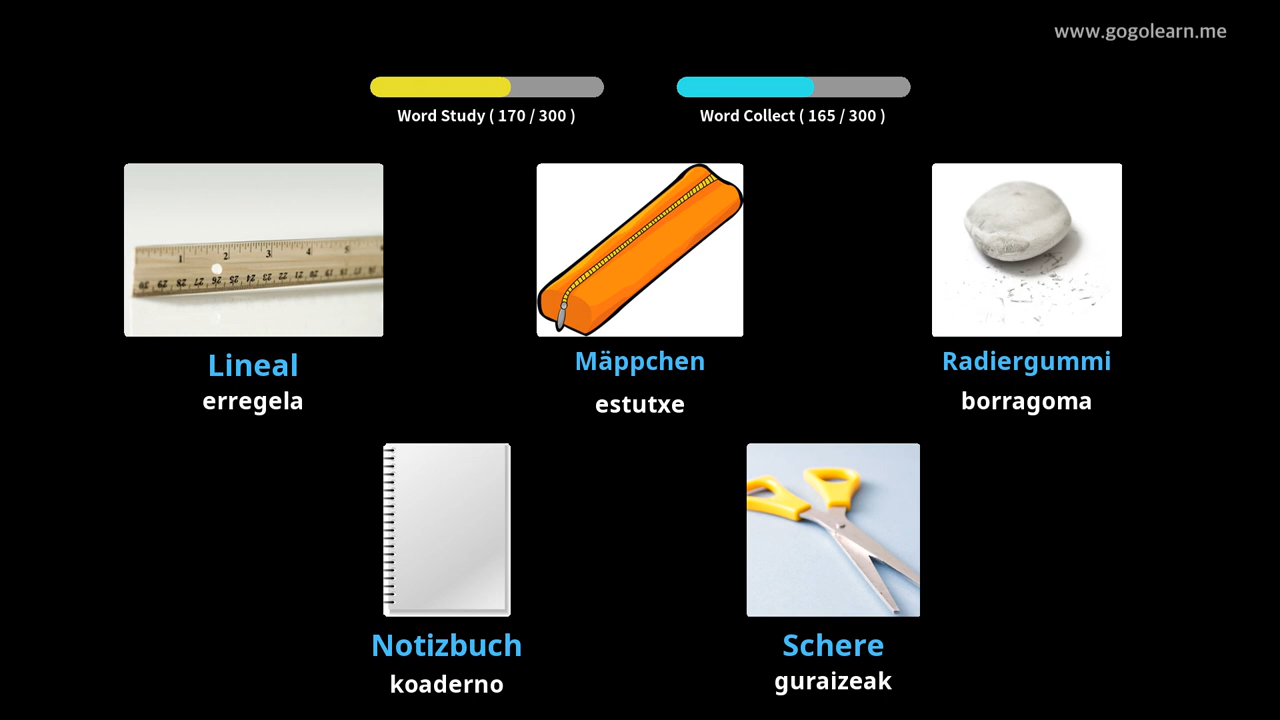 www.gogolearn.me
Word Study ( 170 / 300 )
Word Collect ( 165 / 300 )
Lineal
erregela
Mäppchen
estutxe
Radiergummi
borragoma
Notizbuch
koaderno
Schere
guraizeak